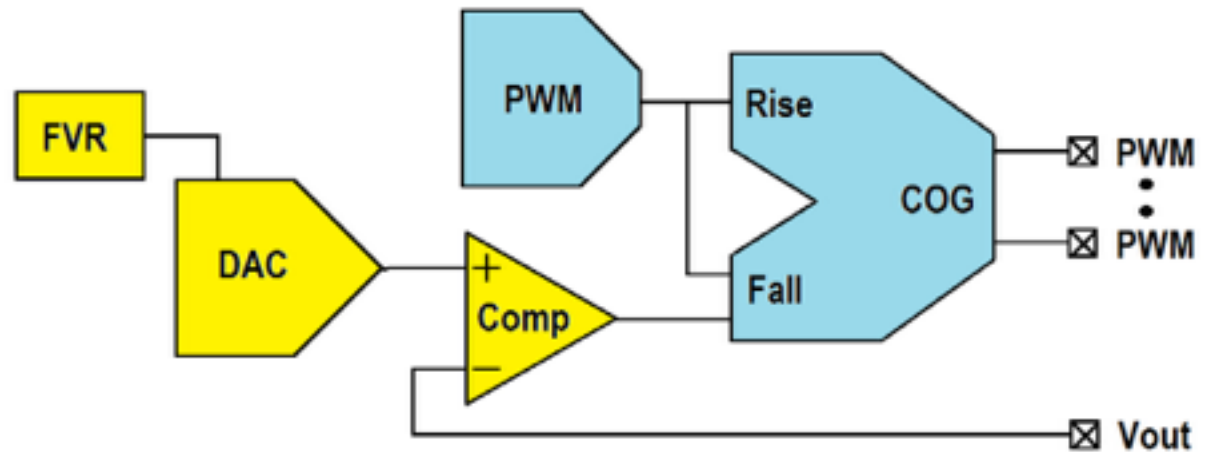 PWM
FVR
Rise
PWM
COG
PWM
DAC
+
Comp
Fall
−
Vout